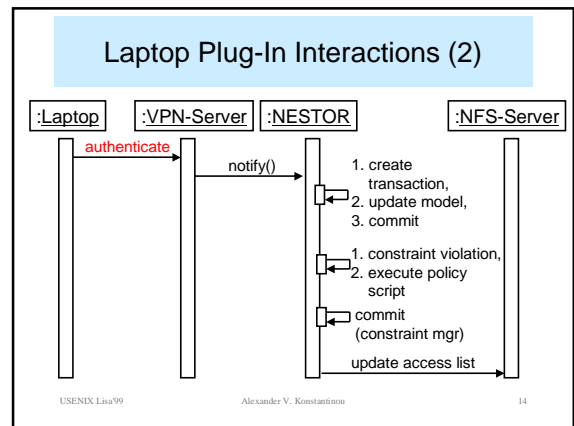 Laptop Plug-In Interactions (2)
:Laptop :VPN-Server :NESTOR :NFS-Server
authenticate
notify()
1. create
transaction,
2. update model,
3. commit
1. constraint violation,
2. execute policy
script
commit
(constraint mgr)
update access list
USENIX Lisa'99 Alexander V. Konstantinou 14